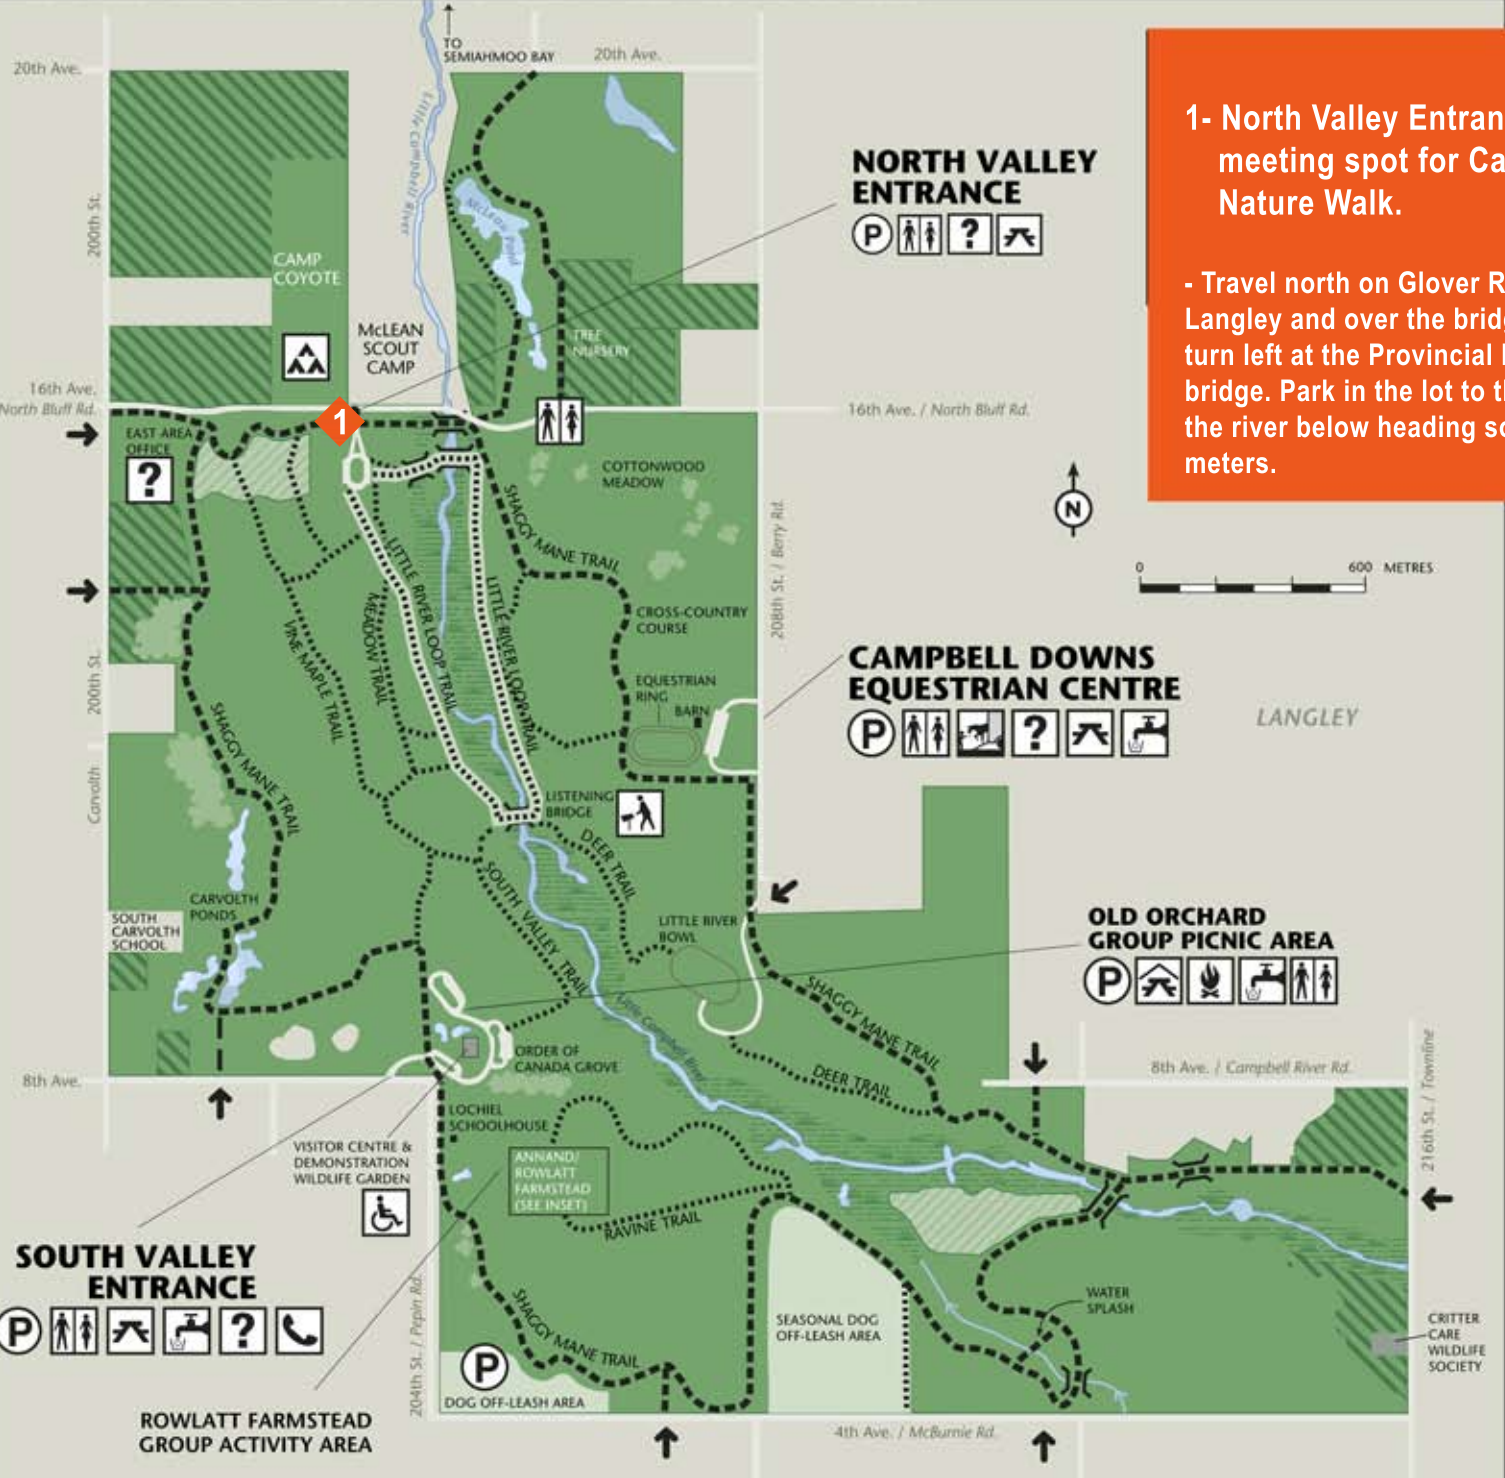 TO
SEMIAHMOO BAY
20th Ave.
20th Ave.
Little Campbell River
200th St.
McLean Pond
CAMP
COYOTE
McLEAN
SCOUT
CAMP
TREE
NURSERY
NORTH VALLEY
ENTRANCE
P
?
1- North Valley Entran
meeting spot for Ca
Nature Walk.
- Travel north on Glover R
Langley and over the brid
turn left at the Provincial
bridge. Park in the lot to t
the river below heading so
meters.
16th Ave.
North Bluff Rd.
1
16th Ave. / North Bluff Rd.
EAST AREA
OFFICE
?
COTTONWOOD
MEADOW
N
0 600 METRES
SHAGGY MANE TRAIL
208th St. / Berry Rd.
LITTLE RIVER LOOP TRAIL
LITTLE RIVER LOOP TRAIL
MEADOW TRAIL
VINE MAPLE TRAIL
CROSS-COUNTRY
COURSE
EQUESTRIAN
RING
BARN
CAMPBELL DOWNS
EQUESTRIAN CENTRE
P
?
LANGLEY
200th St.
Carvolth
SHAGGY MANE TRAIL
LISTENING
BRIDGE
DEER TRAIL
SOUTH VALLEY TRAIL
CARVOLTH
PONDS
SOUTH
CARVOLTH
SCHOOL
LITTLE RIVER
BOWL
OLD ORCHARD
GROUP PICNIC AREA
P
SHAGGY MANE TRAIL
Little Campbell River
ORDER OF
CANADA GROVE
DEER TRAIL
8th Ave.
8th Ave. / Campbell River Rd.
216th St. / Townline
LOCHIEL
SCHOOLHOUSE
VISITOR CENTRE &
DEMONSTRATION
WILDLIFE GARDEN
ANNAND/
ROWLATT
FARMSTEAD
(SEE INSET)
RAVINE TRAIL
SOUTH VALLEY
ENTRANCE
P
?
204th St. / Pepin Rd.
SHAGGY MANE TRAIL
P
DOG OFF-LEASH AREA
SEASONAL DOG
OFF-LEASH AREA
WATER
SPLASH
CRITTER
CARE
WILDLIFE
SOCIETY
ROWLATT FARMSTEAD
GROUP ACTIVITY AREA
4th Ave. / McBurnie Rd.